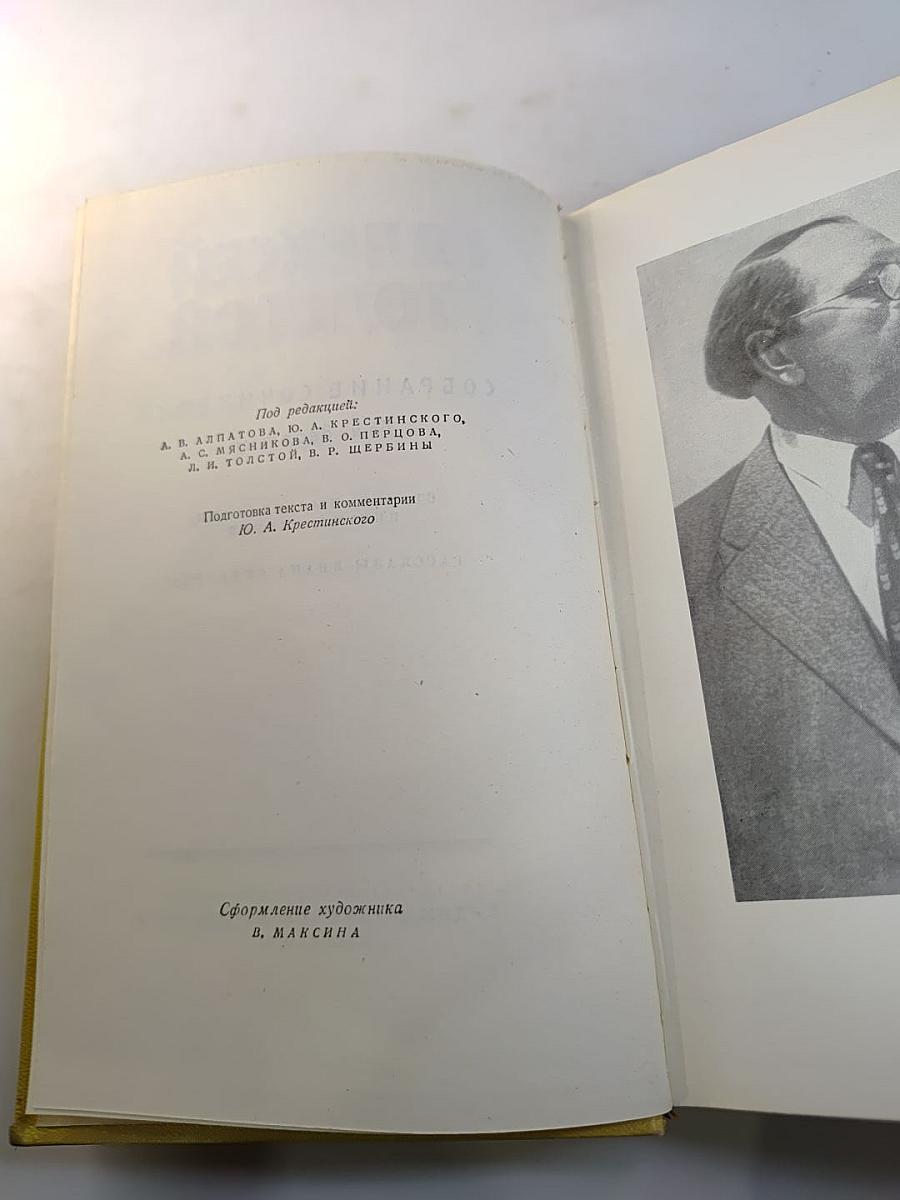 Под редакцией:
А. В. АЛПАТОВА, Ю. А. КРЕСТИНСКОГО,
А. С. МЯСНИКОВА, В. О. ПЕРЦОВА,
Л. И. ТОЛСТОЙ, В. Р. ЩЕРБИНЫ
Подготовка текста и комментарии
Ю. А. Крестинского
Сформление художника
В. МАКСИНА